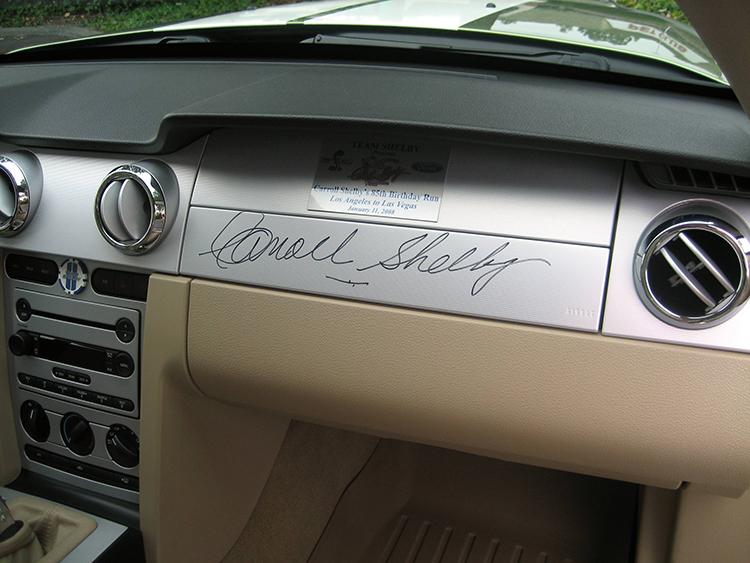 TEAM SHELBY
Carroll Shelby's 85th Birthday Run
Los Angeles to Las Vegas
January 11, 2008
Carroll Shelby